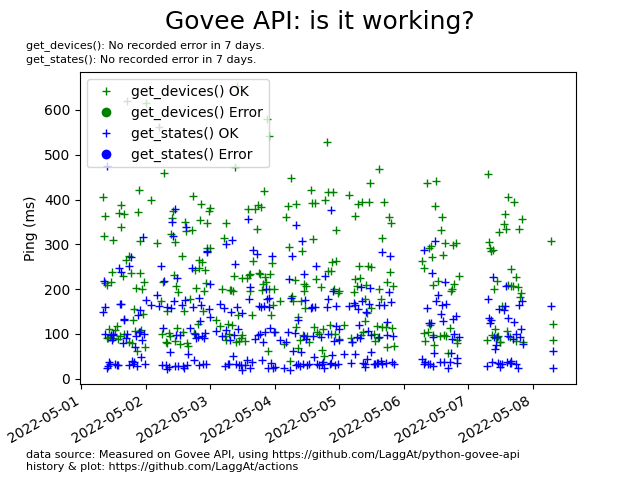 Govee API: is it working?
get_devices(): No recorded error in 7 days.
get_states(): No recorded error in 7 days.
get_devices() OK
get_devices() Error
get_states() OK
get_states() Error
Ping (ms)
600
500
400
300
200
100
0
2022-05-01
2022-05-02
2022-05-03
2022-05-04
2022-05-05
2022-05-06
2022-05-07
2022-05-08
data source: Measured on Govee API, using https://github.com/LaggAt/python-govee-api
history & plot: https://github.com/LaggAt/actions